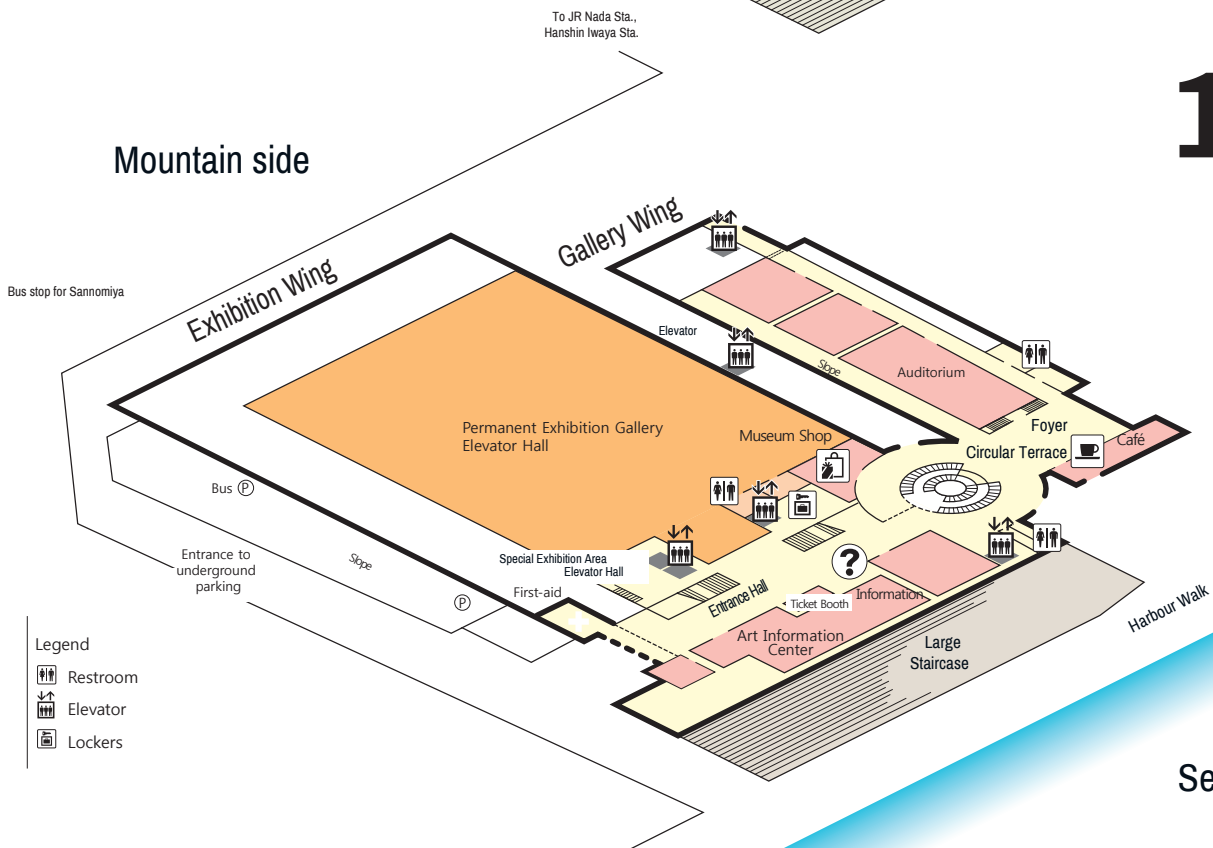 To JR Nada Sta.,
Hanshin Iwaya Sta.
1
Mountain side
Gallery Wing
Exhibition Wing
Bus stop for Sannomiya
Elevator
Slope
Auditorium
Permanent Exhibition Gallery
Elevator Hall
Museum Shop
Foyer
Circular Terrace
Café
Bus P
Entrance to
underground
parking
Slope
Special Exhibition Area
Elevator Hall
?
First-aid
P
Entrance Hall
Ticket Booth
Information
Art Information
Center
Large
Staircase
Harbour Walk
Legend
Restroom
Elevator
Lockers
Se